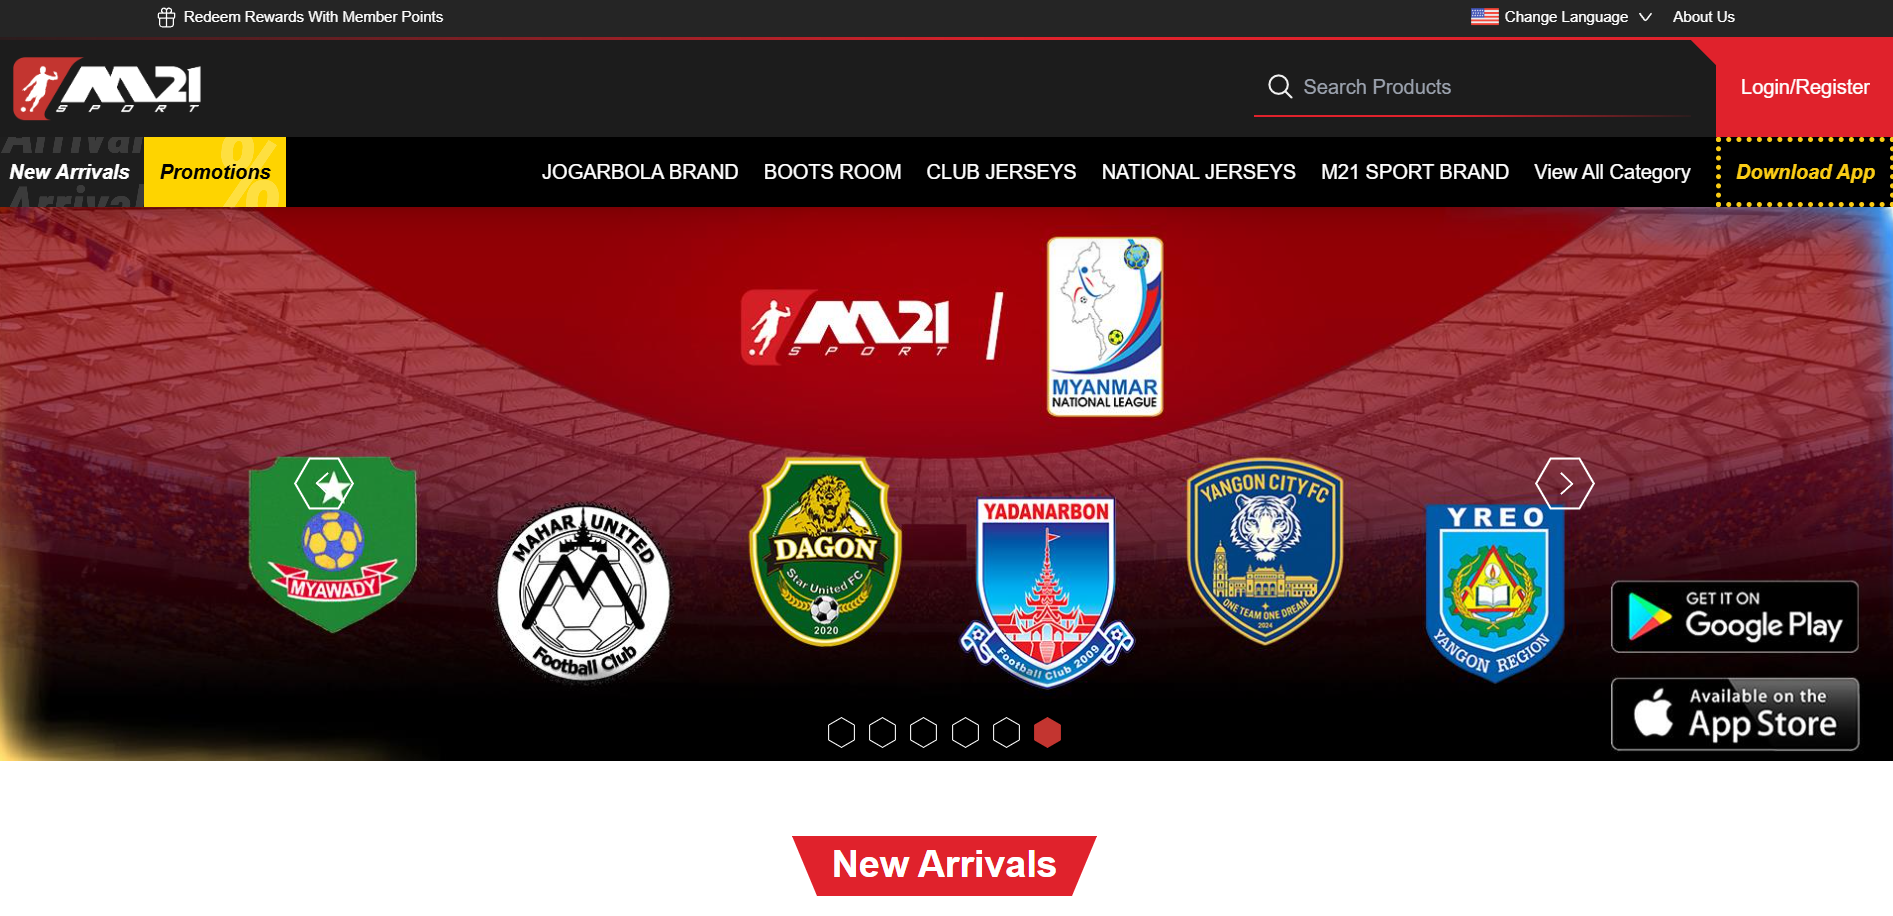 Redeem Rewards With Member Points
Change Language
About Us
M21
SPORT
Search Products
Login/Register
Arrival
New Arrivals
Arrival
Promotions
%
%
JOGARBOLA BRAND
BOOTS ROOM
CLUB JERSEYS
NATIONAL JERSEYS
M21 SPORT BRAND
View All Category
Download App
M21
SPORT
MYANMAR
NATIONAL LEAGUE
MYAWADY
MAHAR UNITED
Football Club
DAGON
Star United FC
2020
YADANARBON
Football Club 2009
YANGON CITY FC
ONE TEAM ONE DREAM
2024
YREO
YANGON REGION
GET IT ON
Google Play
Available on the
App Store
New Arrivals